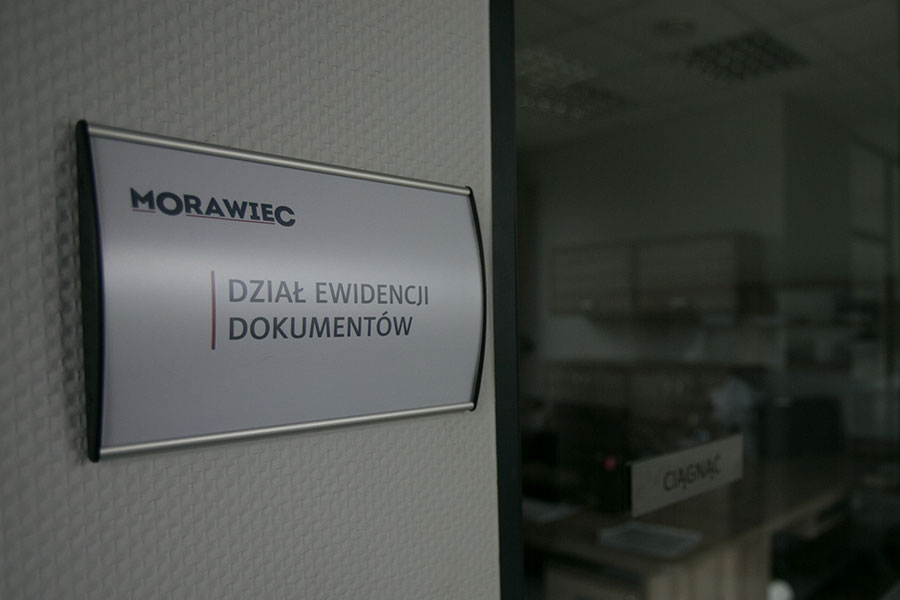 MORAWIEC
DZIAŁ EWIDENCJI
DOKUMENTÓW
CIĄGNĄĆ